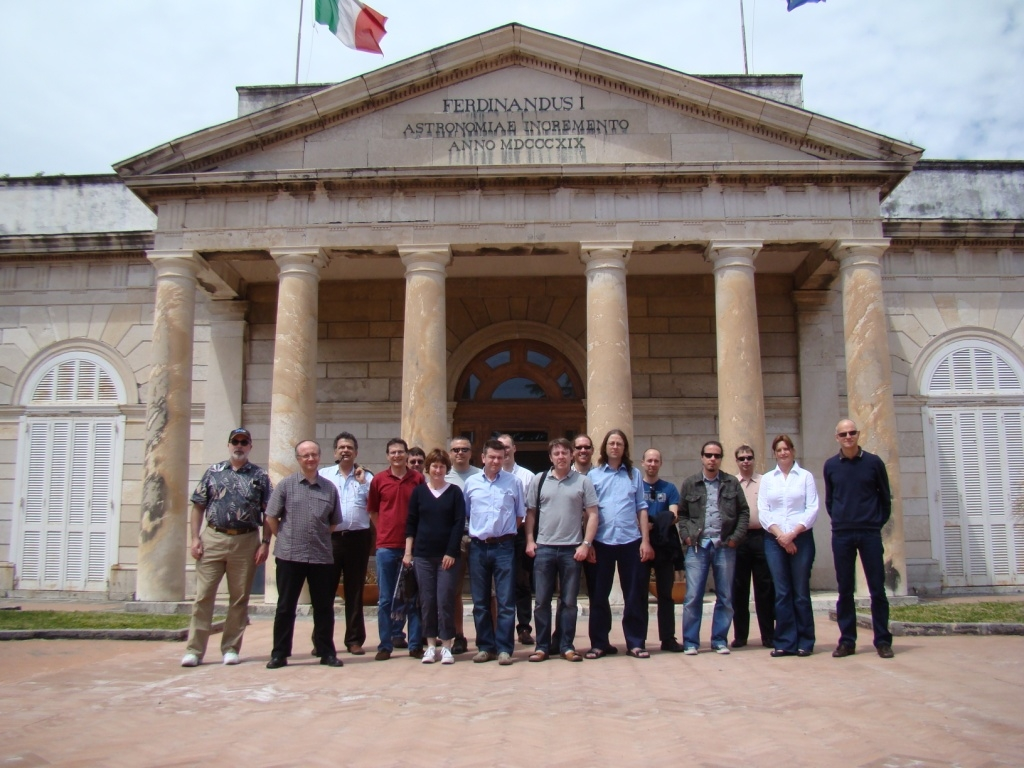 FERDINANDUS I
ASTRONOMIAE INCREMENTO
ANNO MDCCCXIX